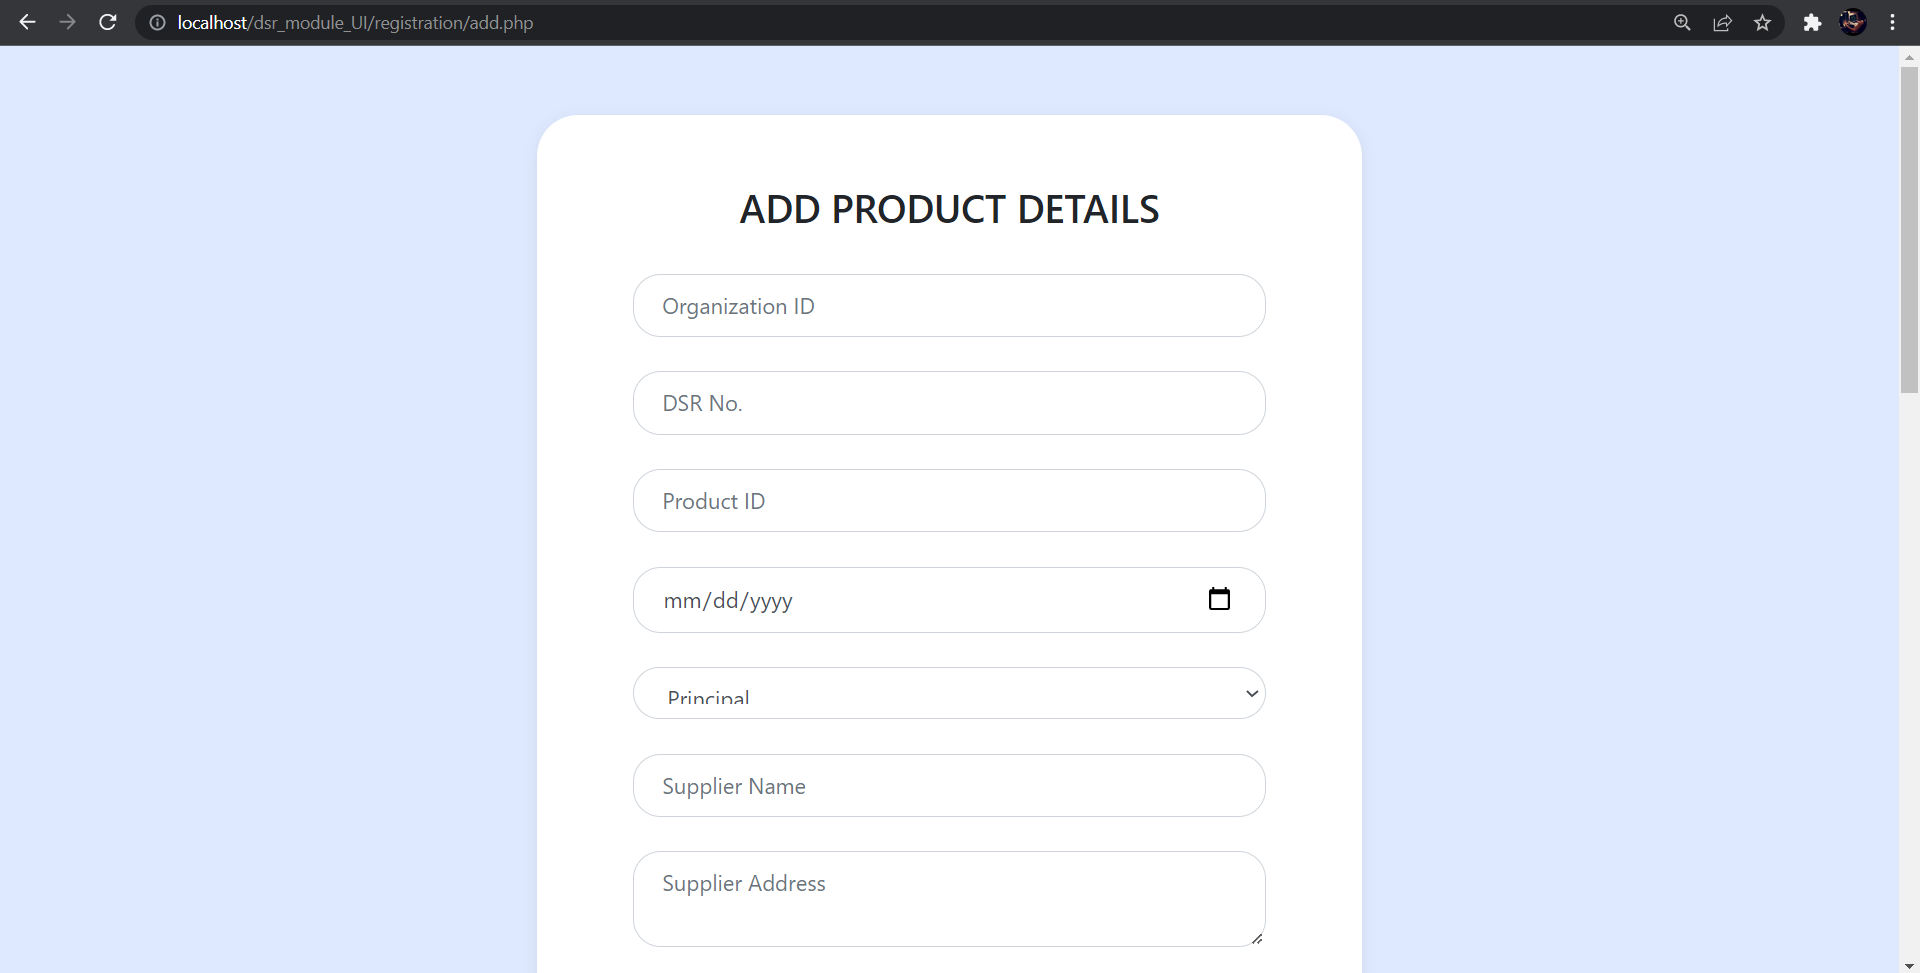 localhost/dsr_module_UI/registration/add.php
ADD PRODUCT DETAILS
Organization ID
DSR No.
Product ID
mm/dd/yyyy
Principal
Supplier Name
Supplier Address